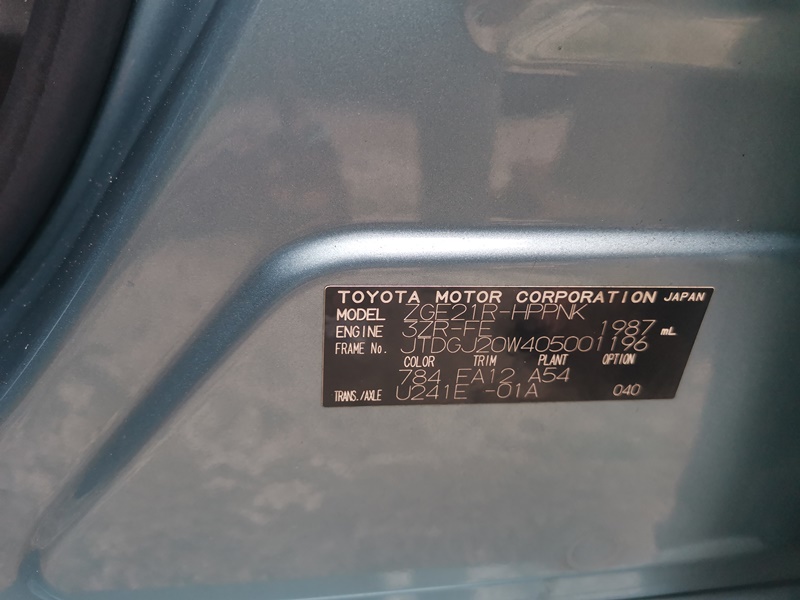 TOYOTA MOTOR CORPORATION JAPAN
MODEL ZGE21R-HPPNK
ENGINE 3ZR-FE 1987 mL
FRAME No. JTDGJ20W405001196
COLOR TRIM PLANT OPTION
784 FA12 A54
TRANS./AXLE U241E -01A 040